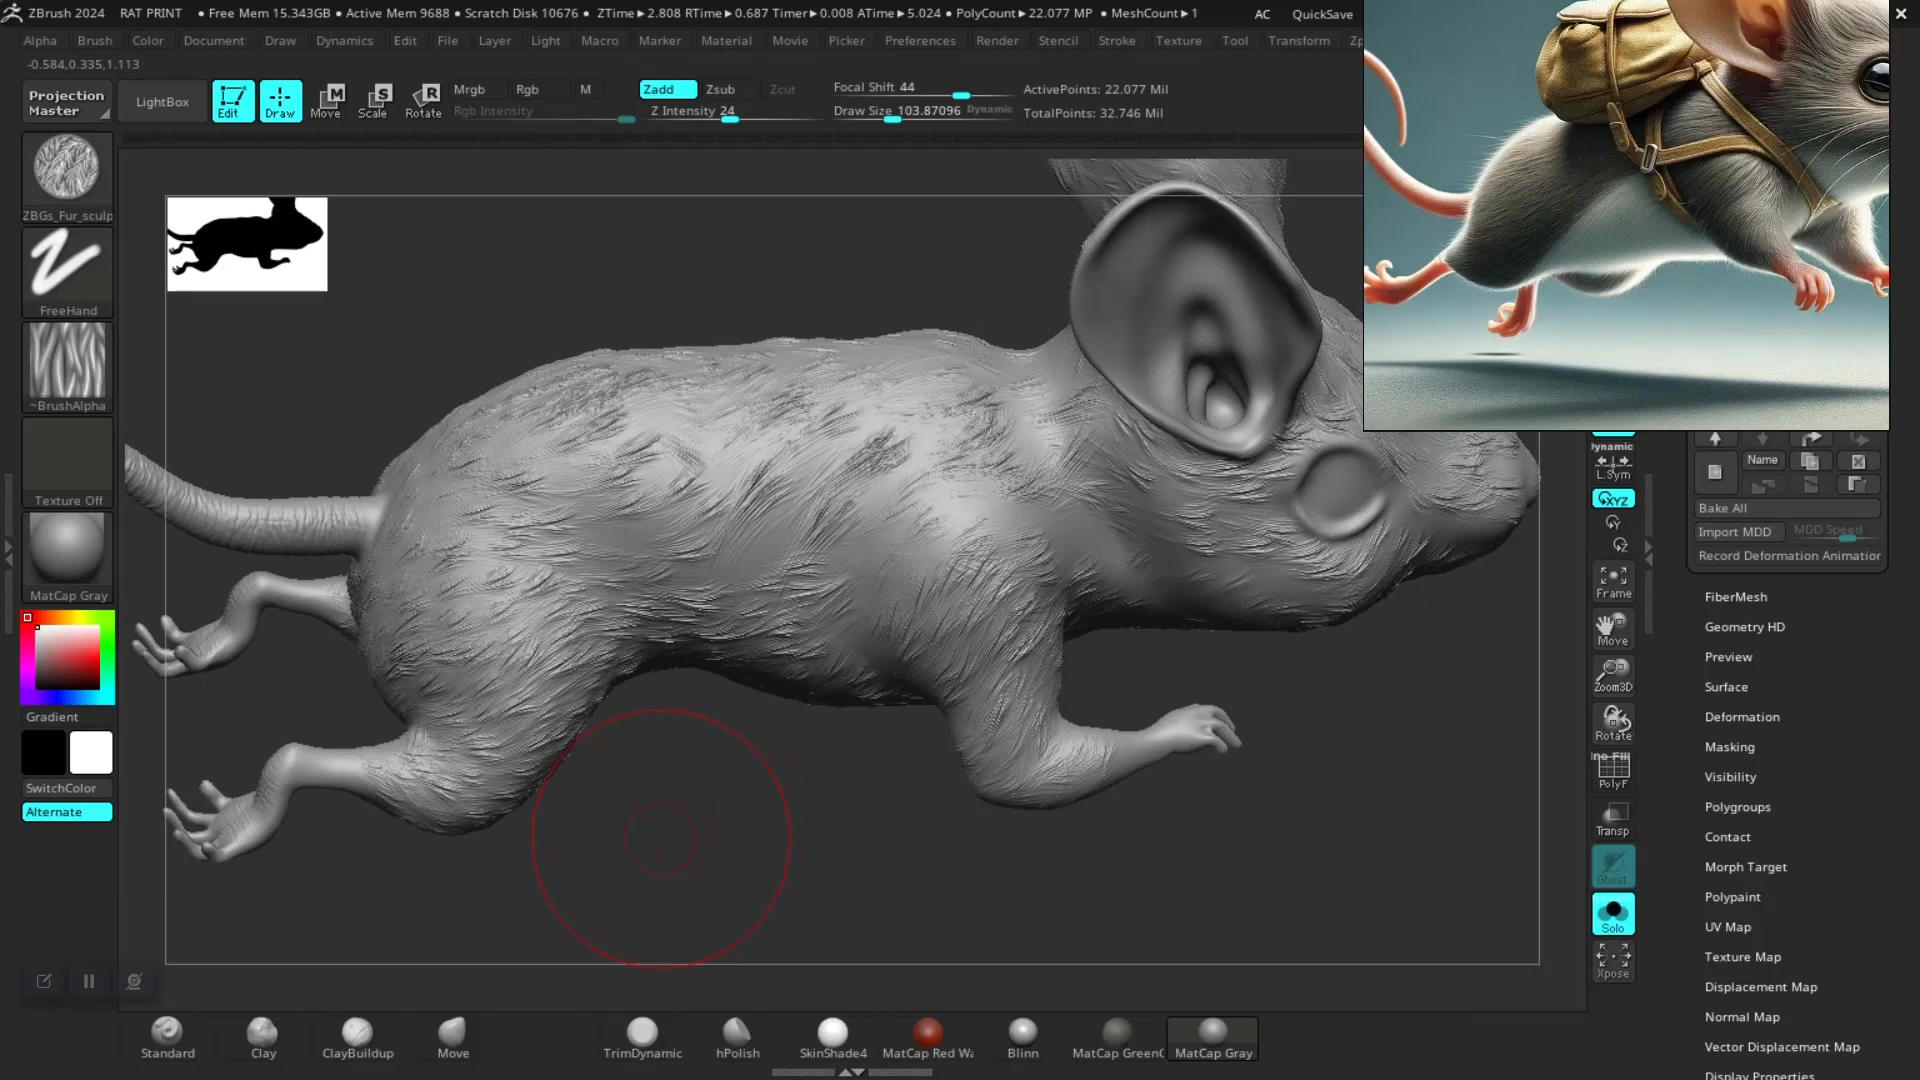 ZBrush 2024 RAT PRINT • Free Mem 15.343GB • Active Mem 9688 • Scratch Disk 10676 • ZTime▶2.808 RTime▶0.687 Timer▶0.008 ATime▶5.024 • PolyCount▶22.077 MP • MeshCount▶1 AC QuickSave
Alpha Brush Color Document Draw Dynamics Edit File Layer Light Macro Marker Material Movie Picker Preferences Render Stencil Stroke Texture Tool Transform
-0.584,0.335,1.113
Projection Master
LightBox
Edit
Draw
Move
Scale
Rotate
Mrgb Rgb M
Rgb Intensity
Zadd Zsub Zcut
Z Intensity 24
Focal Shift 44
Draw Size 103.87096 Dynamic
ActivePoints: 22.077 Mil
TotalPoints: 32.746 Mil
ZBGs_Fur_sculp
FreeHand
~BrushAlpha
Texture Off
MatCap Gray
Gradient
SwitchColor
Alternate
Dynamic
L.Sym
XYZ
Y
Z
Frame
Move
Zoom3D
Rotate
PolyF
Transp
Ghost
Solo
Xpose
Name
Bake All
Import MDD MDD Speed
Record Deformation Animation
FiberMesh
Geometry HD
Preview
Surface
Deformation
Masking
Visibility
Polygroups
Contact
Morph Target
Polypaint
UV Map
Texture Map
Displacement Map
Normal Map
Vector Displacement Map
Display Properties
Standard Clay ClayBuildup Move TrimDynamic hPolish SkinShade4 MatCap Red Wa Blinn MatCap GreenC MatCap Gray